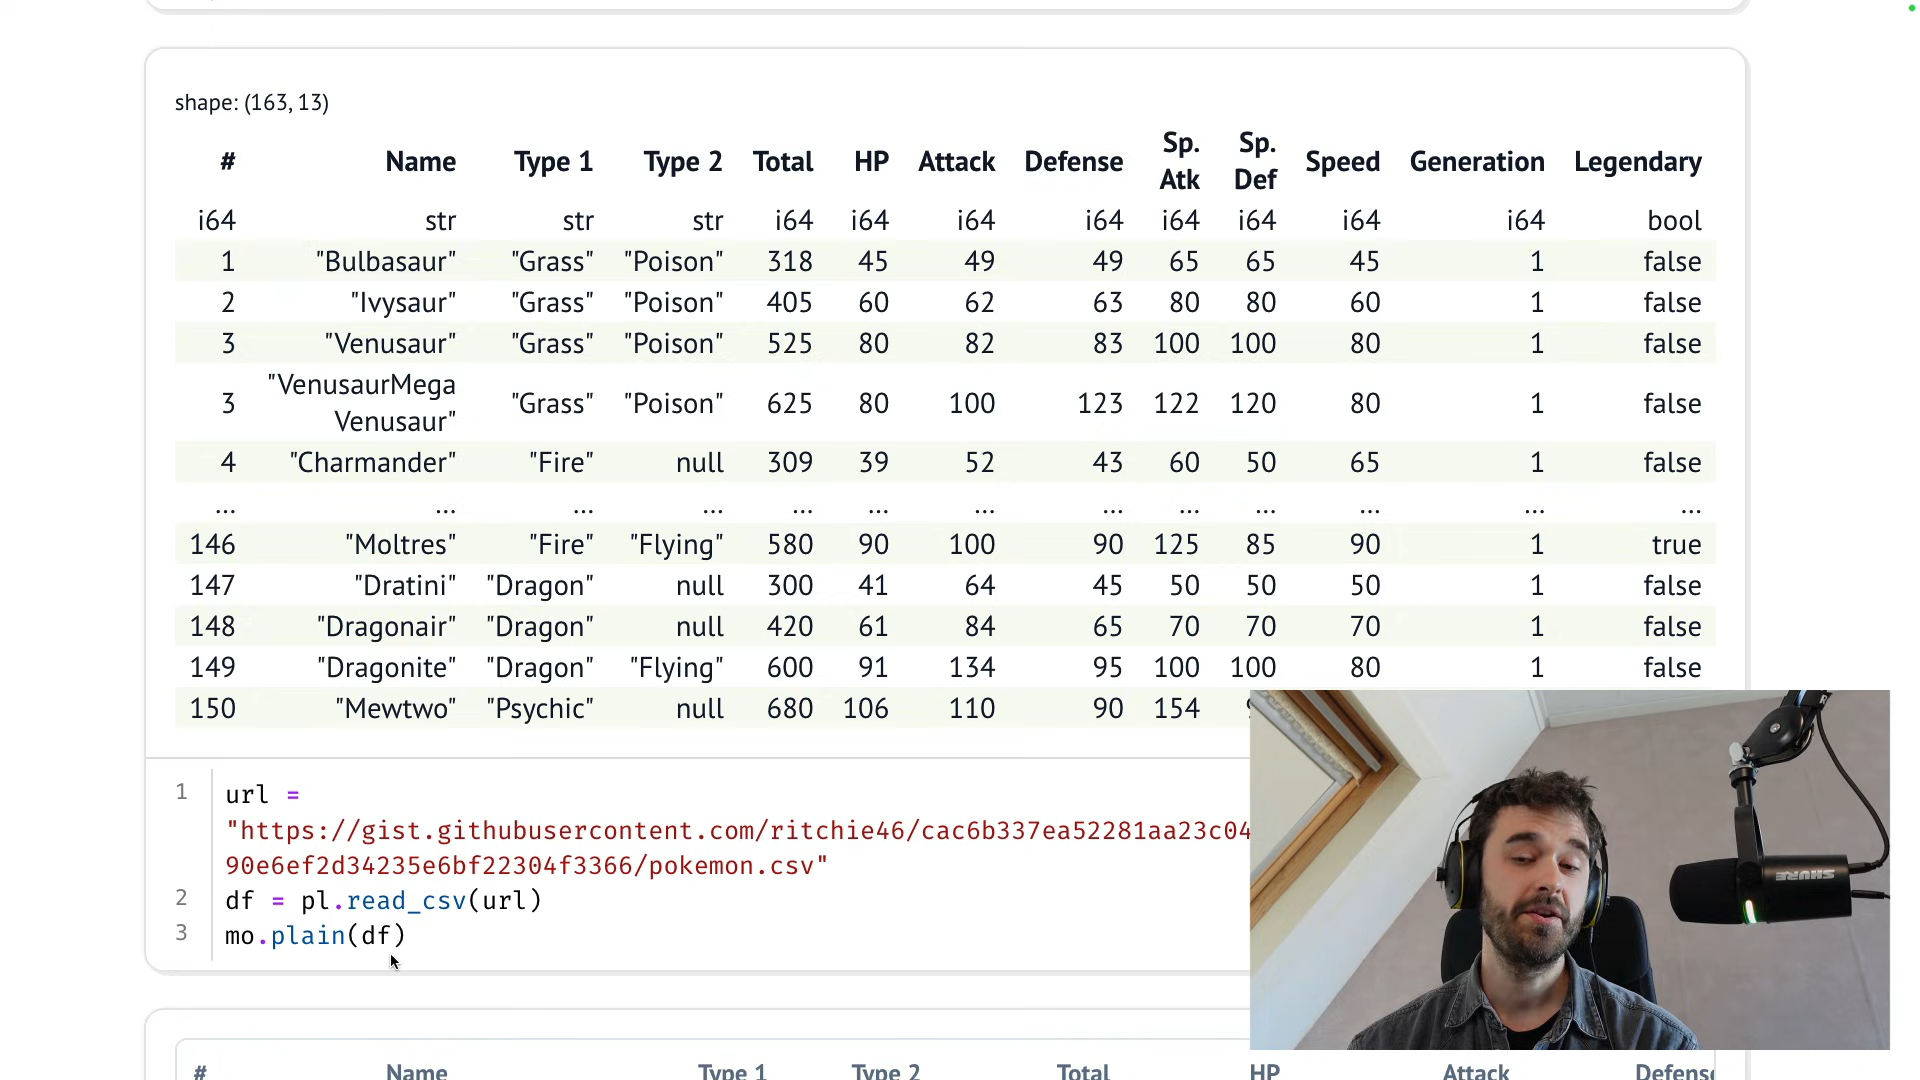 shape: (163, 13)
# Name Type 1 Type 2 Total HP Attack Defense Sp. Atk Sp. Def Speed Generation Legendary
i64 str str str i64 i64 i64 i64 i64 i64 i64 i64 bool
1 "Bulbasaur" "Grass" "Poison" 318 45 49 49 65 65 45 1 false
2 "Ivysaur" "Grass" "Poison" 405 60 62 63 80 80 60 1 false
3 "Venusaur" "Grass" "Poison" 525 80 82 83 100 100 80 1 false
3 "VenusaurMega Venusaur" "Grass" "Poison" 625 80 100 123 122 120 80 1 false
4 "Charmander" "Fire" null 309 39 52 43 60 50 65 1 false
... ... ... ... ... ... ... ... ... ... ... ... ...
146 "Moltres" "Fire" "Flying" 580 90 100 90 125 85 90 1 true
147 "Dratini" "Dragon" null 300 41 64 45 50 50 50 1 false
148 "Dragonair" "Dragon" null 420 61 84 65 70 70 70 1 false
149 "Dragonite" "Dragon" "Flying" 600 91 134 95 100 100 80 1 false
150 "Mewtwo" "Psychic" null 680 106 110 90 154
1 url =
"https://gist.githubusercontent.com/ritchie46/cac6b337ea52281aa23c04
90e6ef2d34235e6bf22304f3366/pokemon.csv"
2 df = pl.read_csv(url)
3 mo.plain(df)
SHURE
# Name Type 1 Type 2 Total HP Attack Defense